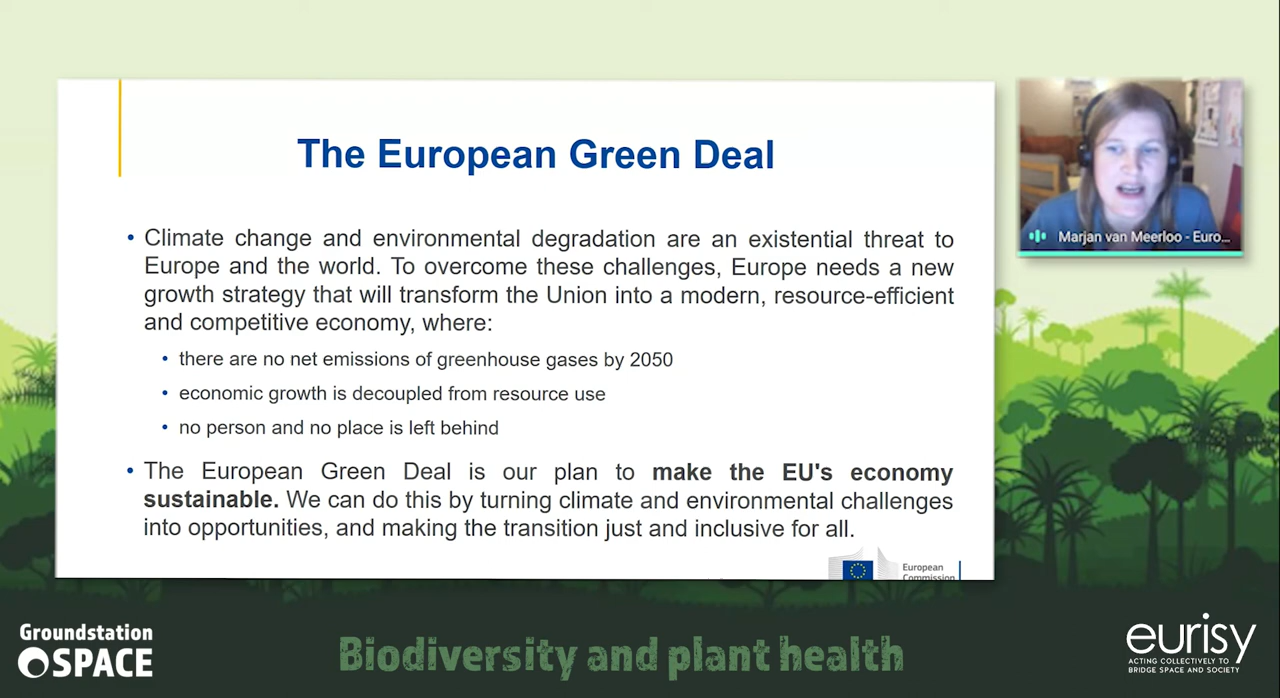 The European Green Deal
• Climate change and environmental degradation are an existential threat to
Europe and the world. To overcome these challenges, Europe needs a new
growth strategy that will transform the Union into a modern, resource-efficient
and competitive economy, where:
• there are no net emissions of greenhouse gases by 2050
• economic growth is decoupled from resource use
• no person and no place is left behind
• The European Green Deal is our plan to make the EU's economy
sustainable. We can do this by turning climate and environmental challenges
into opportunities, and making the transition just and inclusive for all.
European
Commission
Marjan van Meerloo - Euro...
Groundstation
SPACE
Biodiversity and plant health
eurisy
ACTING COLLECTIVELY TO
BRIDGE SPACE AND SOCIETY